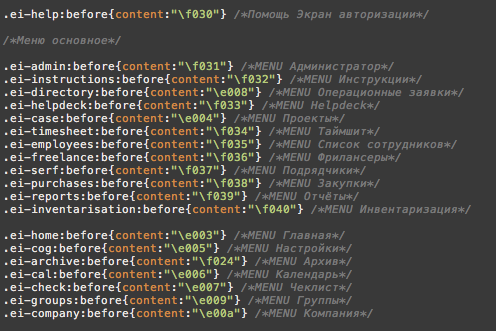 .ei-help:before{content:"\f030"} /*Помощь Экран авторизации*/
/*Меню основное*/
.ei-admin:before{content:"\f031"} /*MENU Администратор*/
.ei-instructions:before{content:"\f032"} /*MENU Инструкции*/
.ei-directory:before{content:"\e008"} /*MENU Операционные заявки*/
.ei-helpdeck:before{content:"\f033"} /*MENU Helpdeck*/
.ei-case:before{content:"\e004"} /*MENU Проекты*/
.ei-timesheet:before{content:"\f034"} /*MENU Таймшит*/
.ei-employees:before{content:"\f035"} /*MENU Список сотрудников*/
.ei-freelance:before{content:"\f036"} /*MENU Фрилансеры*/
.ei-serf:before{content:"\f037"} /*MENU Подрядчики*/
.ei-purchases:before{content:"\f038"} /*MENU Закупки*/
.ei-reports:before{content:"\f039"} /*MENU Отчёты*/
.ei-inventarisation:before{content:"\f040"} /*MENU Инвентаризация*/
.ei-home:before{content:"\e003"} /*MENU Главная*/
.ei-cog:before{content:"\e005"} /*MENU Настройки*/
.ei-archive:before{content:"\f024"} /*MENU Архив*/
.ei-cal:before{content:"\e006"} /*MENU Календарь*/
.ei-check:before{content:"\e007"} /*MENU Чеклист*/
.ei-groups:before{content:"\e009"} /*MENU Группы*/
.ei-company:before{content:"\e00a"} /*MENU Компания*/